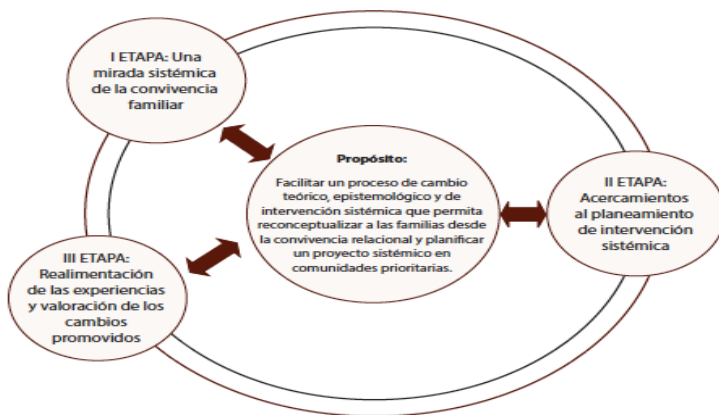 I ETAPA: Una
mirada sistémica
de la convivencia
familiar
Propósito:
Facilitar un proceso de cambio
teórico, epistemológico y de
intervención sistémica que permita
reconceptualizar a las familias desde
la convivencia relacional y planificar
un proyecto sistémico en
comunidades prioritarias.
II ETAPA:
Acercamientos
al planeamiento
de intervención
sistémica
III ETAPA:
Realimentación
de las experiencias
y valoración de los
cambios
promovidos